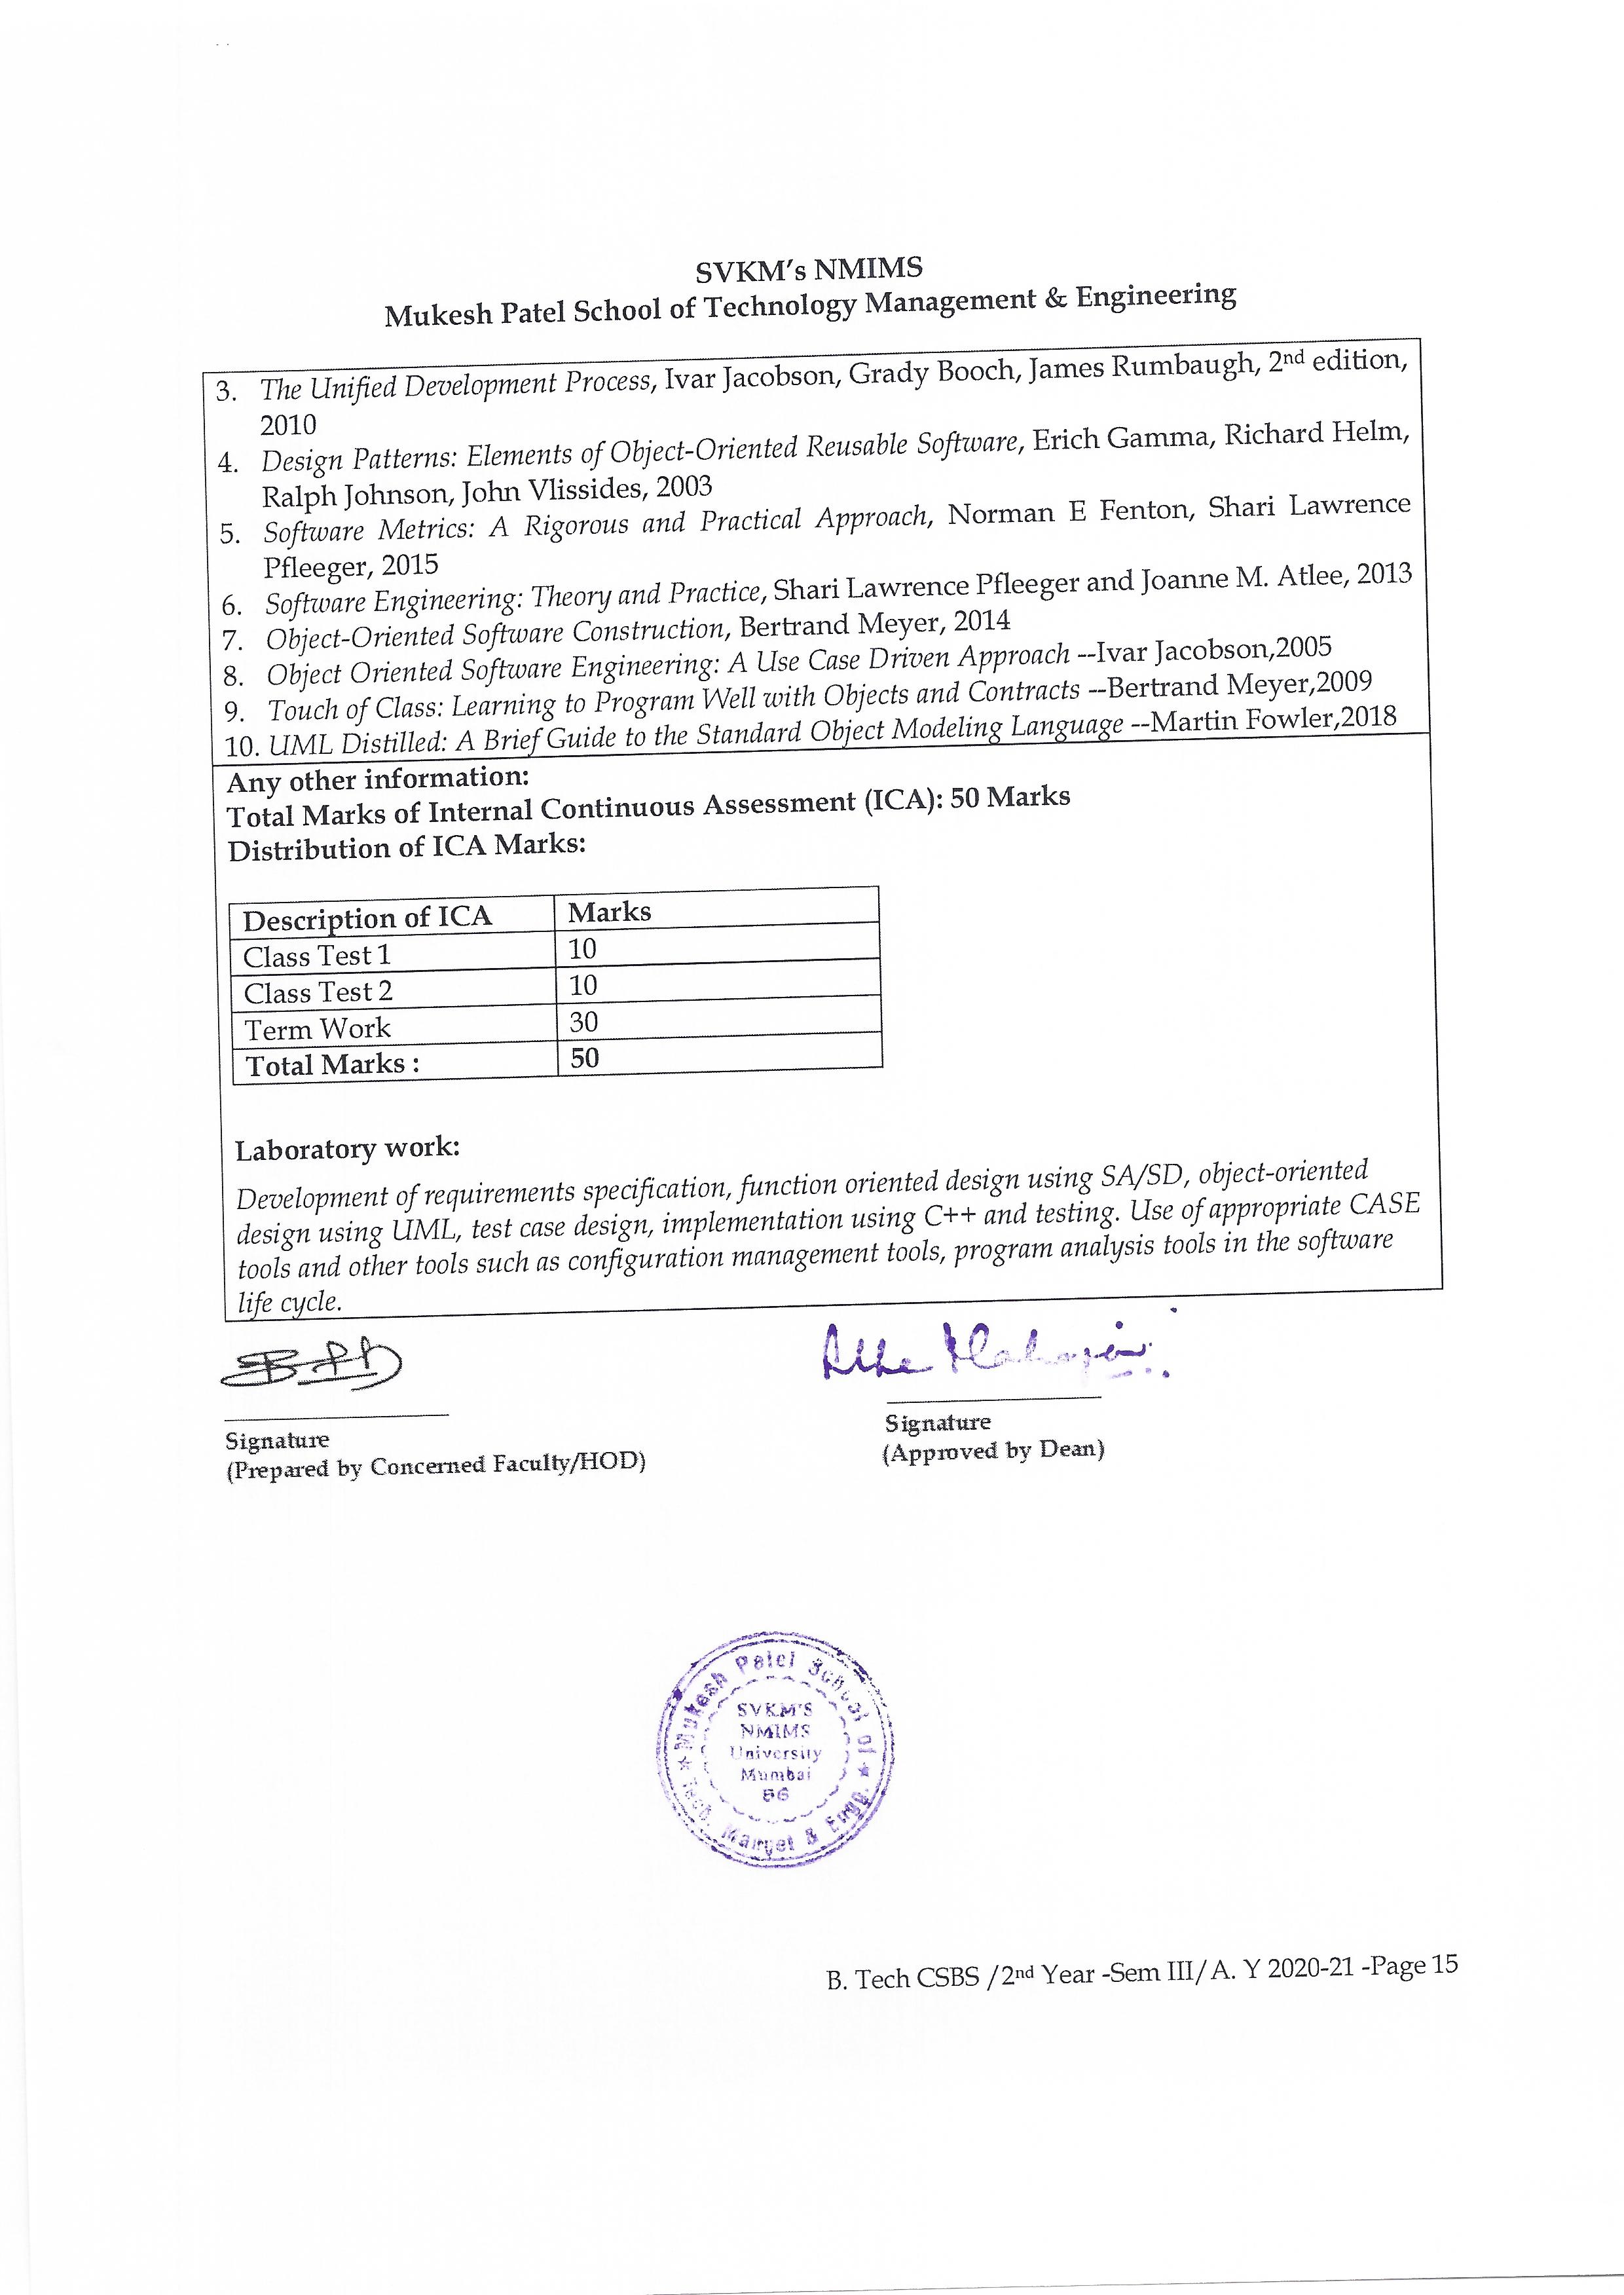 SVKM's NMIMS
Mukesh Patel School of Technology Management & Engineering
3. The Unified Development Process, Ivar Jacobson, Grady Booch, James Rumbaugh, 2nd edition,
2010
4. Design Patterns: Elements of Object-Oriented Reusable Software, Erich Gamma, Richard Helm,
Ralph Johnson, John Vlissides, 2003
5. Software Metrics: A Rigorous and Practical Approach, Norman E Fenton, Shari Lawrence
Pfleeger, 2015
6. Software Engineering: Theory and Practice, Shari Lawrence Pfleeger and Joanne M. Atlee, 2013
7. Object-Oriented Software Construction, Bertrand Meyer, 2014
8. Object Oriented Software Engineering: A Use Case Driven Approach --Ivar Jacobson,2005
9. Touch of Class: Learning to Program Well with Objects and Contracts --Bertrand Meyer,2009
10. UML Distilled: A Brief Guide to the Standard Object Modeling Language --Martin Fowler,2018
Any other information:
Total Marks of Internal Continuous Assessment (ICA): 50 Marks
Distribution of ICA Marks:
Description of ICA Marks
Class Test 1 10
Class Test 2 10
Term Work 30
Total Marks : 50
Laboratory work:
Development of requirements specification, function oriented design using SA/SD, object-oriented
design using UML, test case design, implementation using C++ and testing. Use of appropriate CASE
tools and other tools such as configuration management tools, program analysis tools in the software
life cycle.
Signature
(Prepared by Concerned Faculty/HOD)
Signature
(Approved by Dean)
Mukesh Patel School of
Tech. Mangt & Engg.
SVKM'S
NMIMS
University
Mumbai
56
B. Tech CSBS /2nd Year -Sem III/ A. Y 2020-21 -Page 15